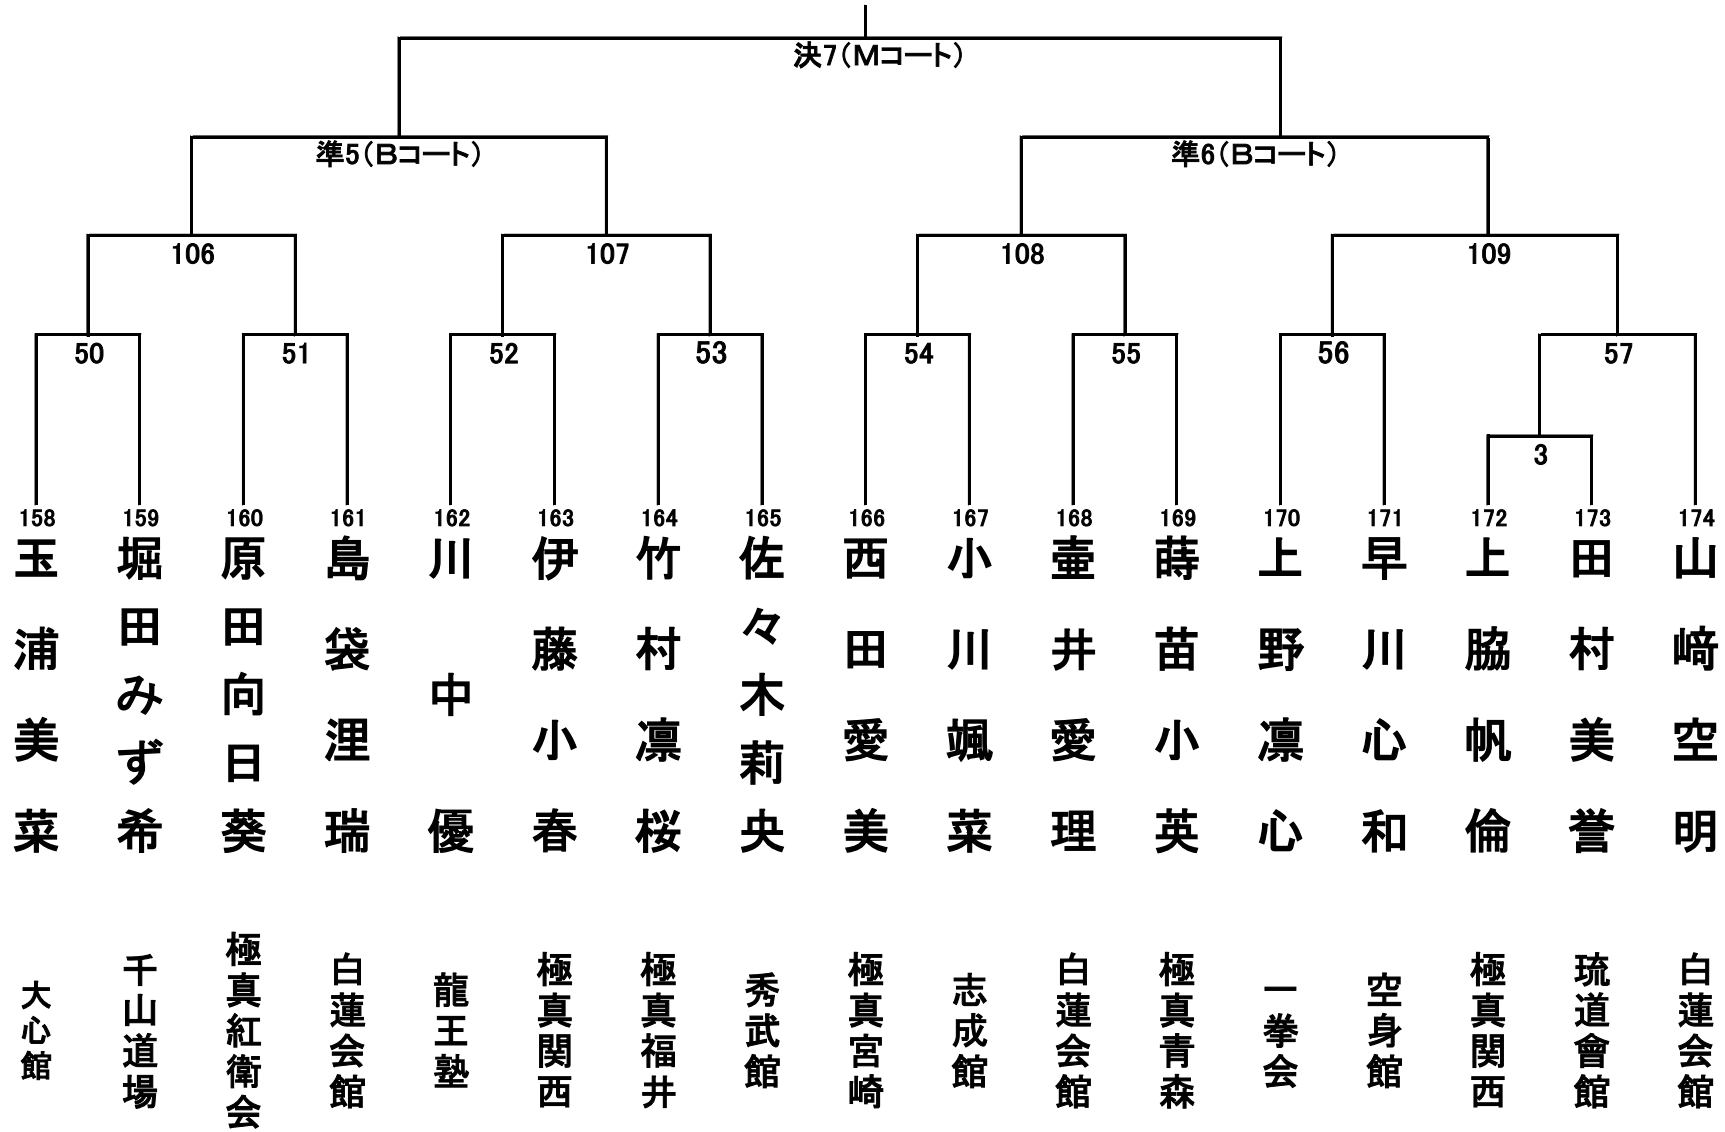 決7(Mコート)
準5(Bコート)
準6(Bコート)
106
107
108
109
50
51
52
53
54
55
56
57
3
158
159
160
161
162
163
164
165
166
167
168
169
170
171
172
173
174
玉浦美菜
堀田みず希
原田向日葵
島袋浬瑞
川中優
伊藤小春
竹村凛桜
佐々木莉央
西田愛美
小川颯菜
壷井愛理
蒔苗小英
上野凛心
早川心和
上脇帆倫
田村美誉
山﨑空明
大心館
千山道場
極真紅衛会
白蓮会館
龍王塾
極真関西
極真福井
秀武館
極真宮崎
志成館
白蓮会館
極真青森
一拳会
空身館
極真関西
琉道會館
白蓮会館